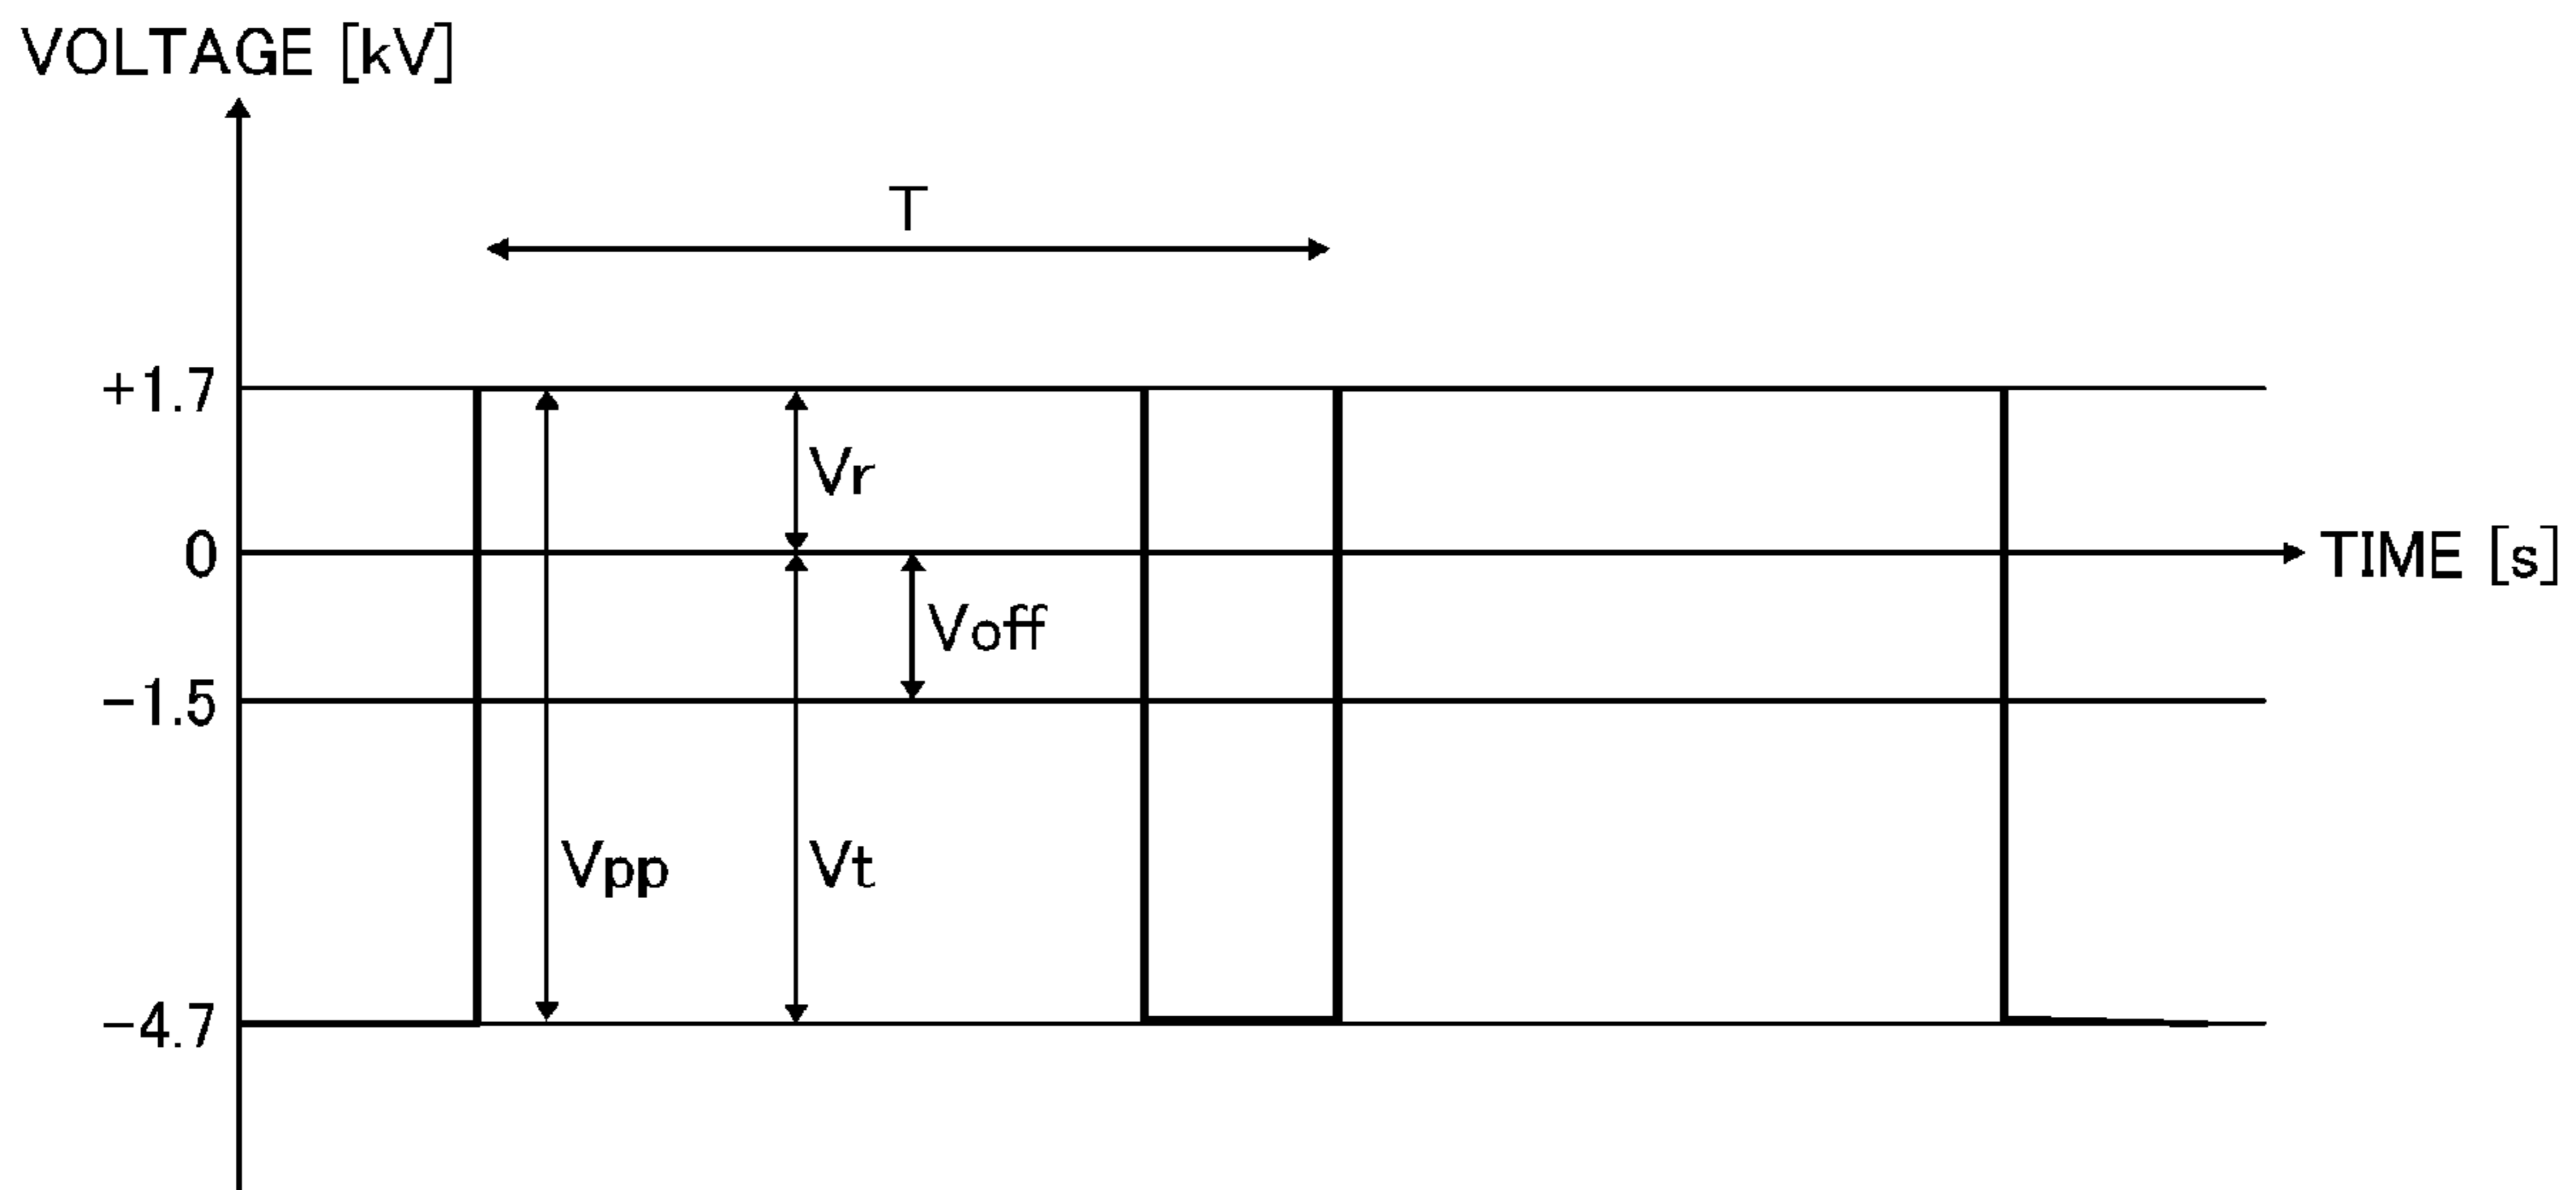 VOLTAGE [kV]
T
+1.7
Vr
0
TIME [s]
Voff
−1.5
Vpp
Vt
−4.7